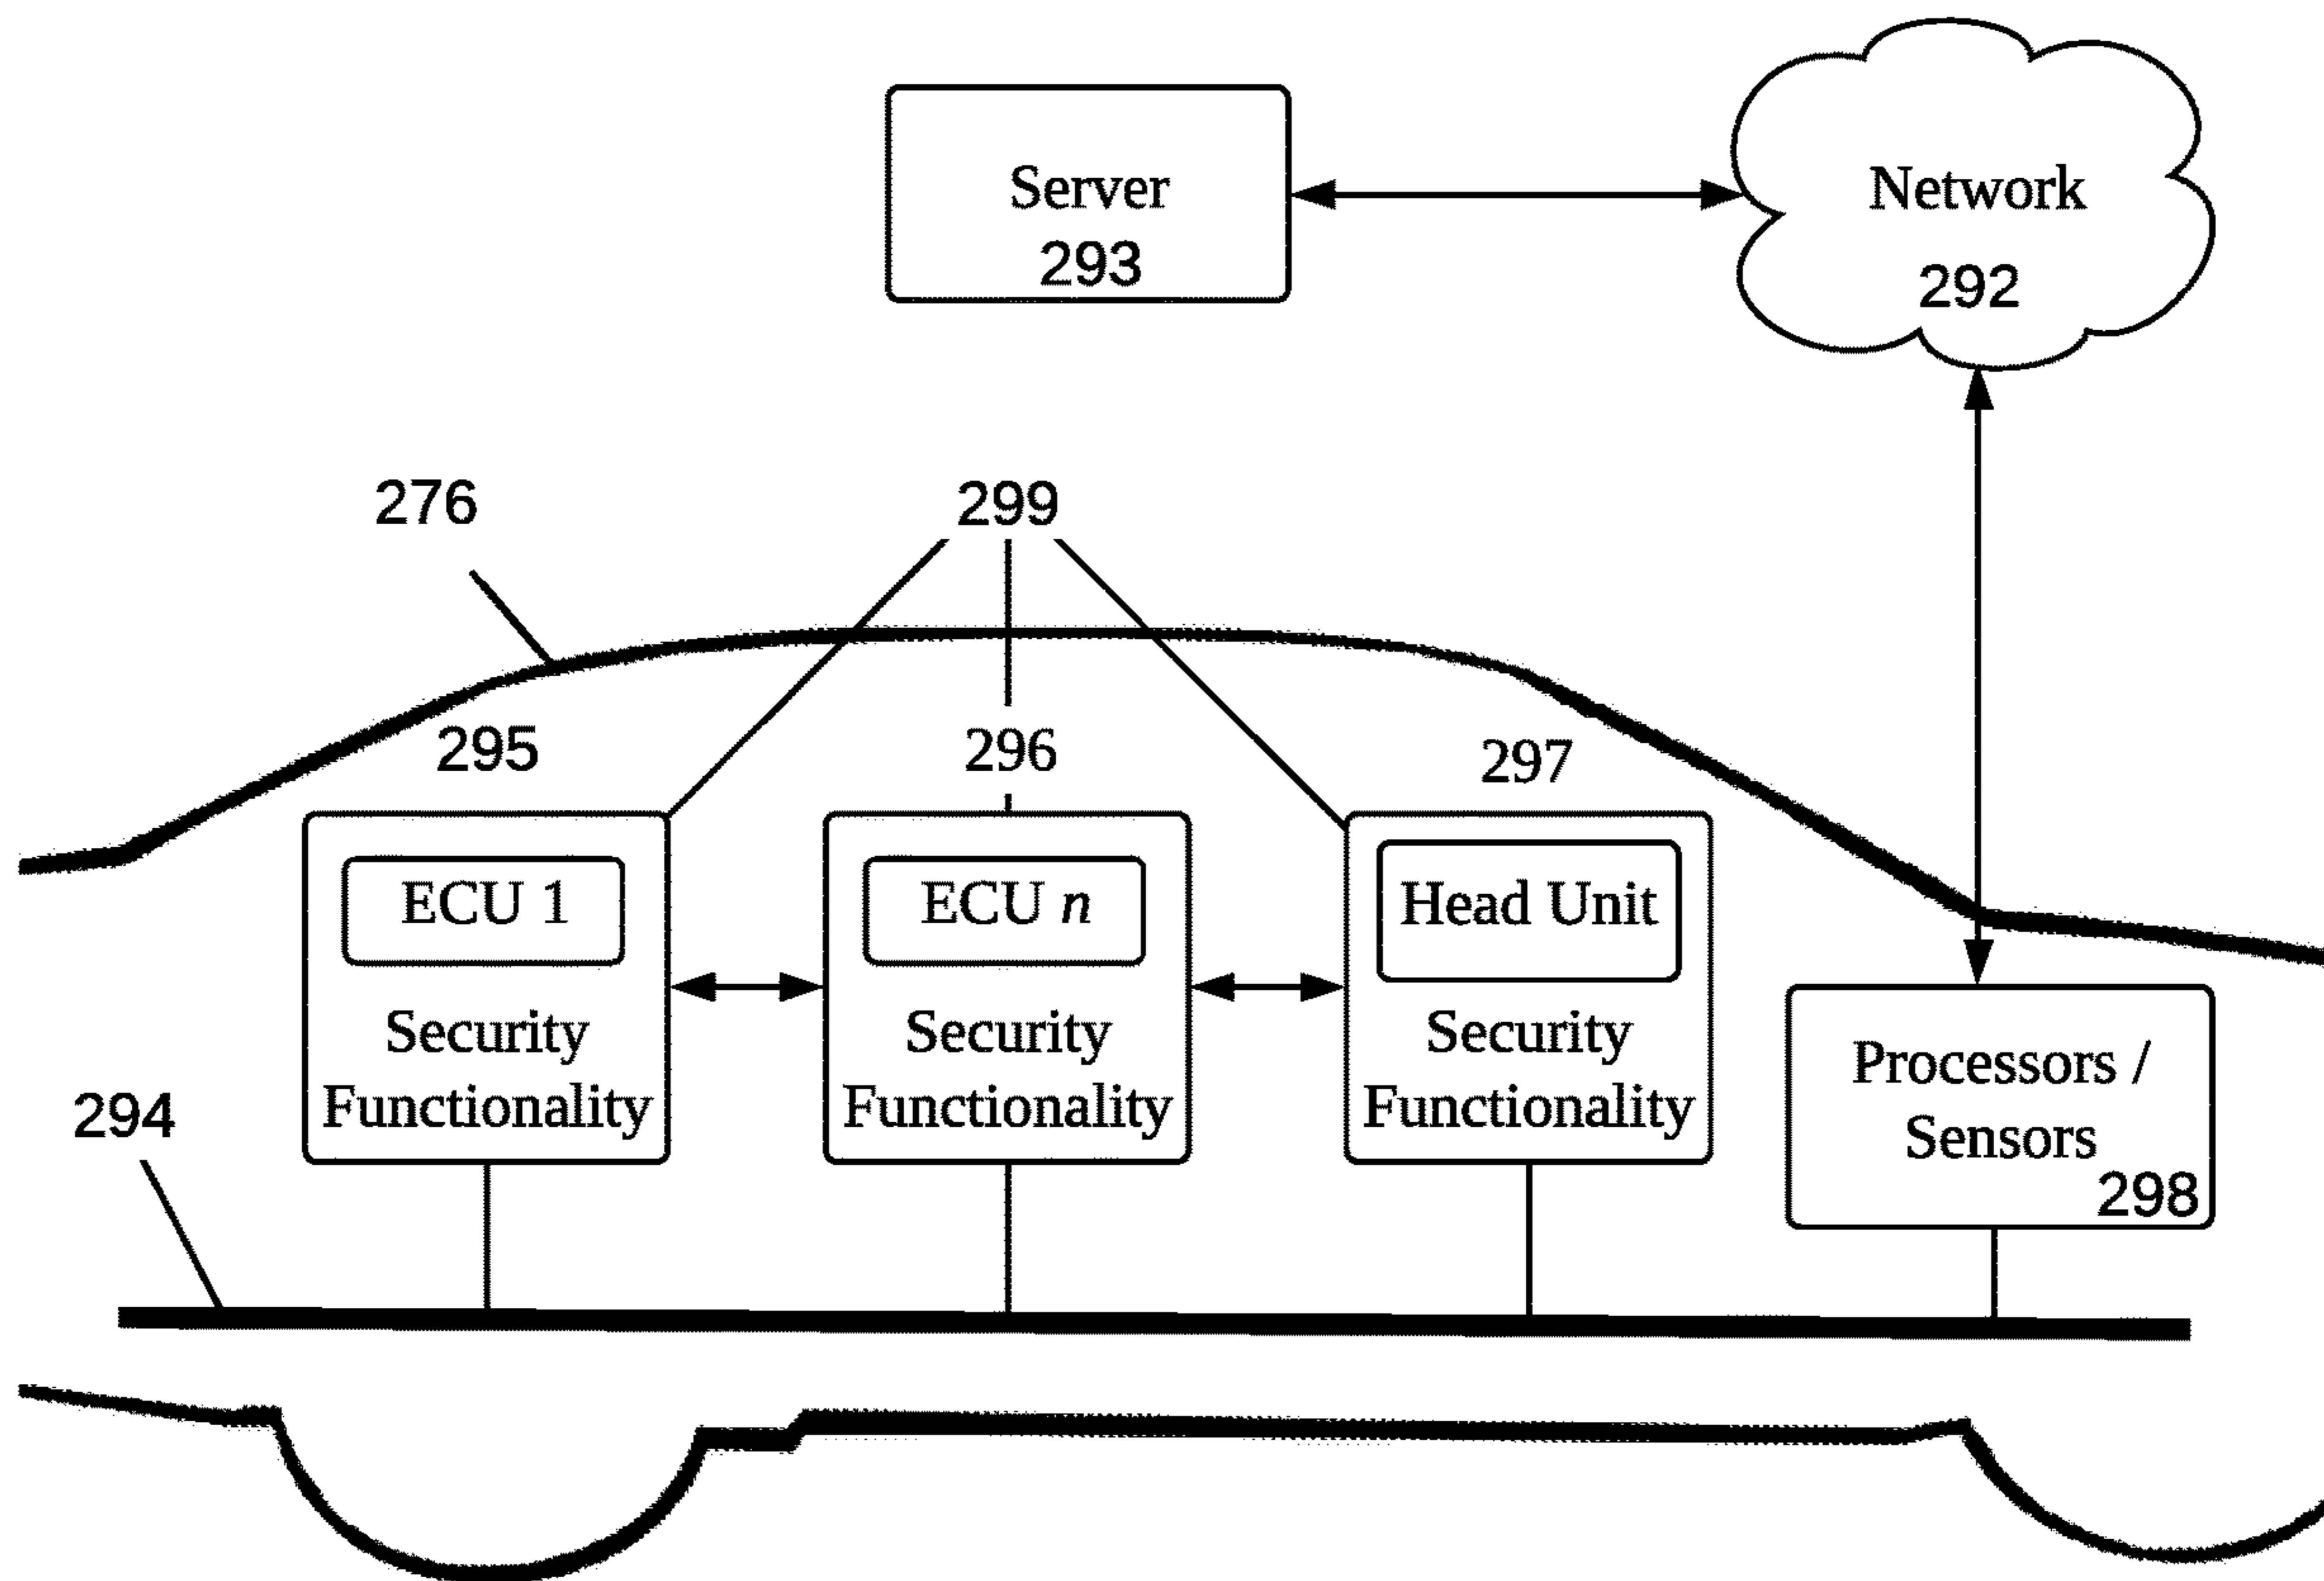 Server
293
Network
292
276
299
295
296
297
ECU 1
Security
Functionality
ECU n
Security
Functionality
Head Unit
Security
Functionality
Processors /
Sensors
298
294